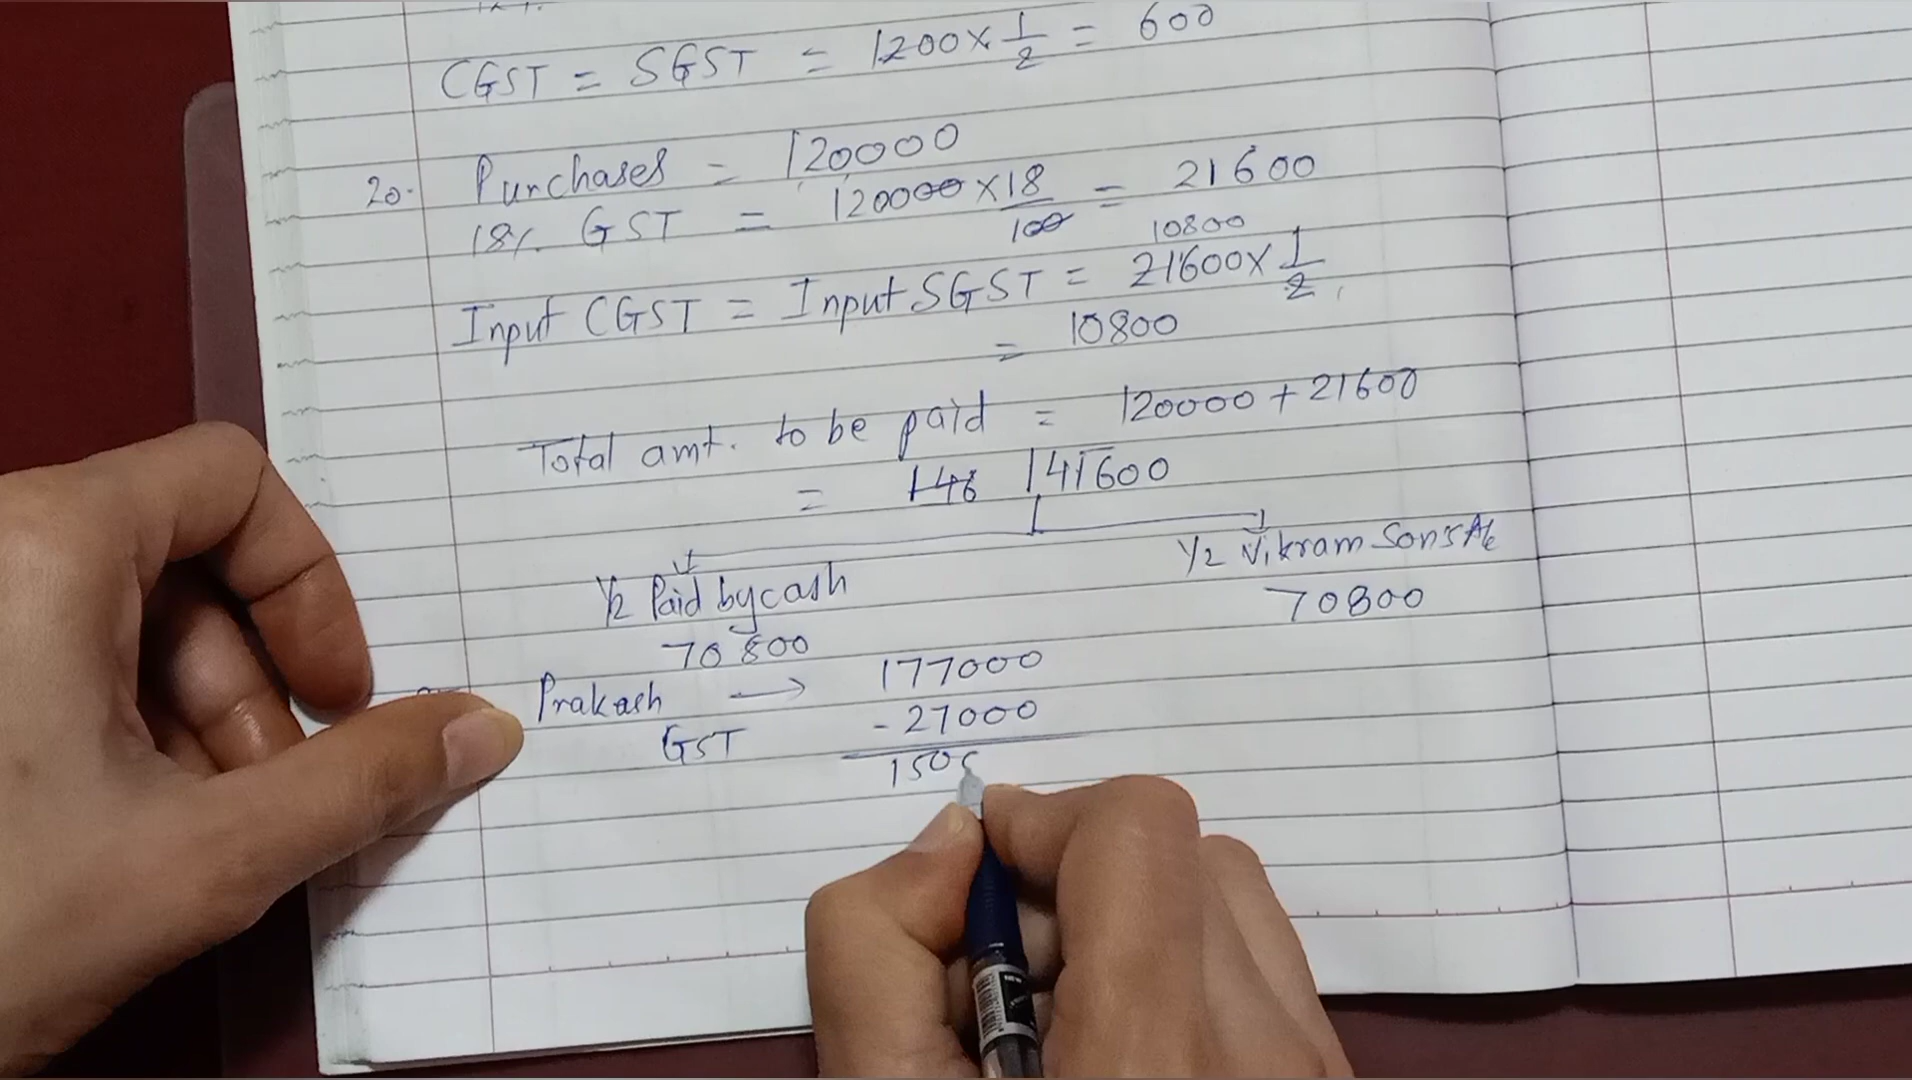 CGST = SGST = 1200 × 1/2 = 600
20. Purchases = 120000
18%. GST = 120000 × 18/100 = 21600
10800
Input CGST = Input SGST = 21600 × 1/2
= 10800
Total amt. to be paid = 120000 + 21600
= 146 141600
1/2 Paid by cash
1/2 Vikram Son's A/c
70800
70800
Prakash → 177000
GST - 27000
150